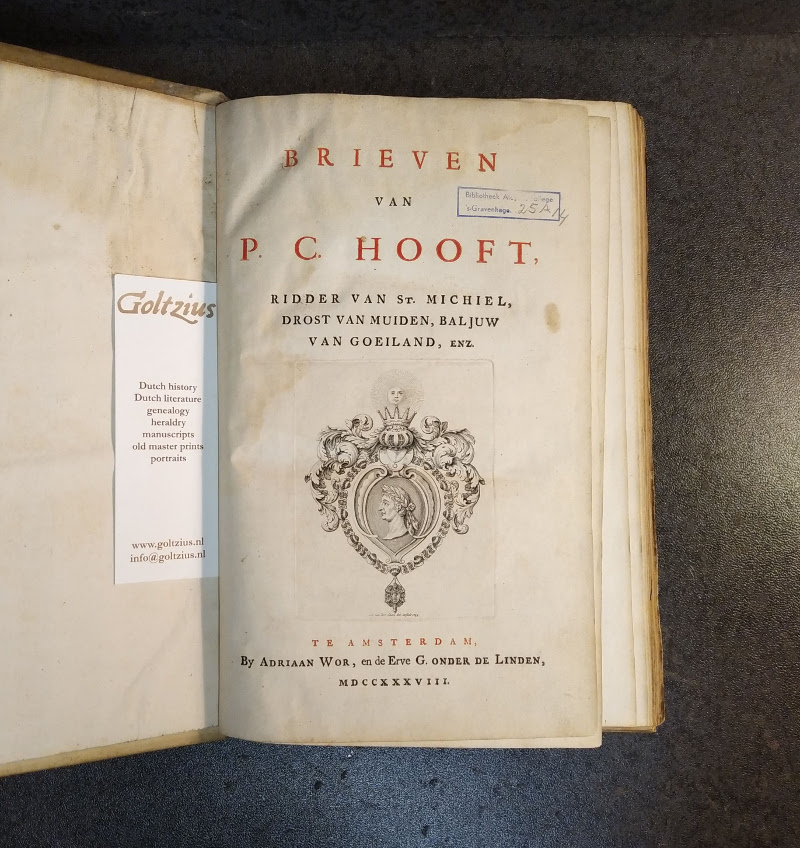 Goltzius
Dutch history
Dutch literature
genealogy
heraldry
manuscripts
old master prints
portraits
www.goltzius.nl
info@goltzius.nl
BRIEVEN
VAN
Bibliotheek
's-Gravenhage. 25A
P. C. HOOFT,
RIDDER VAN ST. MICHIEL,
DROST VAN MUIDEN, BALJUW
VAN GOEILAND, ENZ.
TE AMSTERDAM,
By ADRIAAN WOR, en de Erve G. ONDER DE LINDEN,
MDCCXXXVIII.